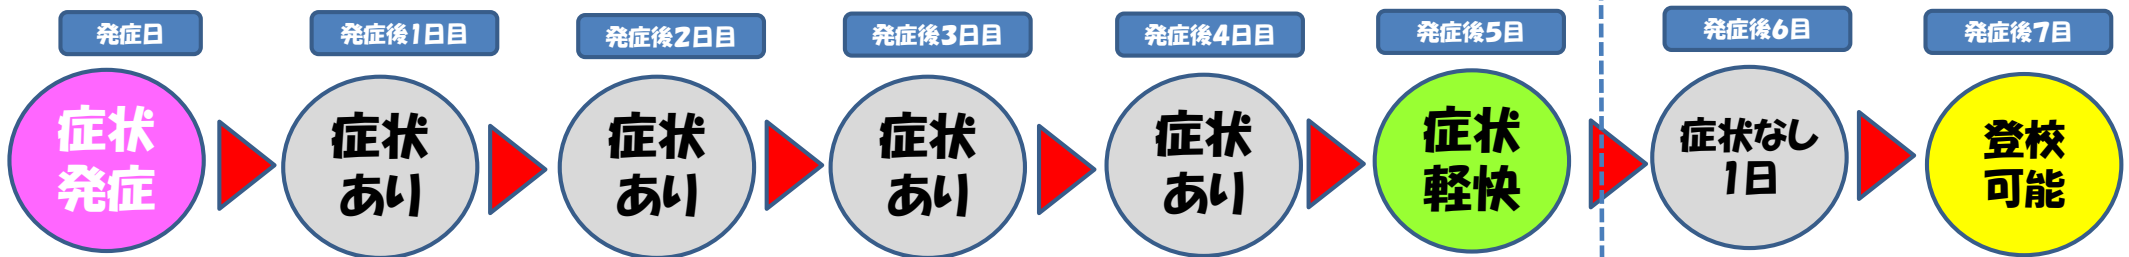 発症日
発症後1日目
発症後2日目
発症後3日目
発症後4日目
発症後5目
発症後6目
発症後7目
症状
発症
症状
あり
症状
あり
症状
あり
症状
あり
症状
軽快
症状なし
1日
登校
可能